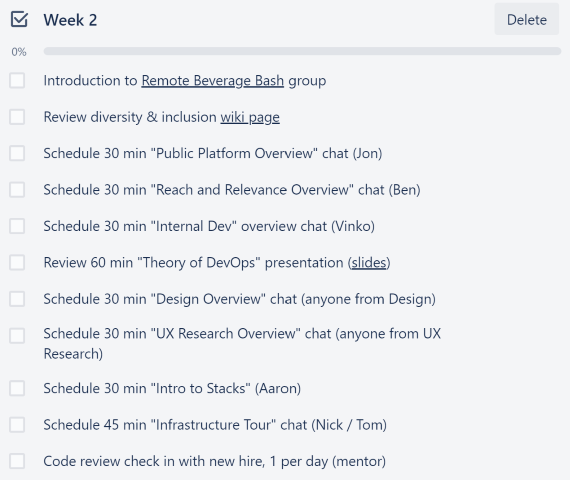 Week 2
Delete
0%
Introduction to Remote Beverage Bash group
Review diversity & inclusion wiki page
Schedule 30 min "Public Platform Overview" chat (Jon)
Schedule 30 min "Reach and Relevance Overview" chat (Ben)
Schedule 30 min "Internal Dev" overview chat (Vinko)
Review 60 min "Theory of DevOps" presentation (slides)
Schedule 30 min "Design Overview" chat (anyone from Design)
Schedule 30 min "UX Research Overview" chat (anyone from UX
Research)
Schedule 30 min "Intro to Stacks" (Aaron)
Schedule 45 min "Infrastructure Tour" chat (Nick / Tom)
Code review check in with new hire, 1 per day (mentor)